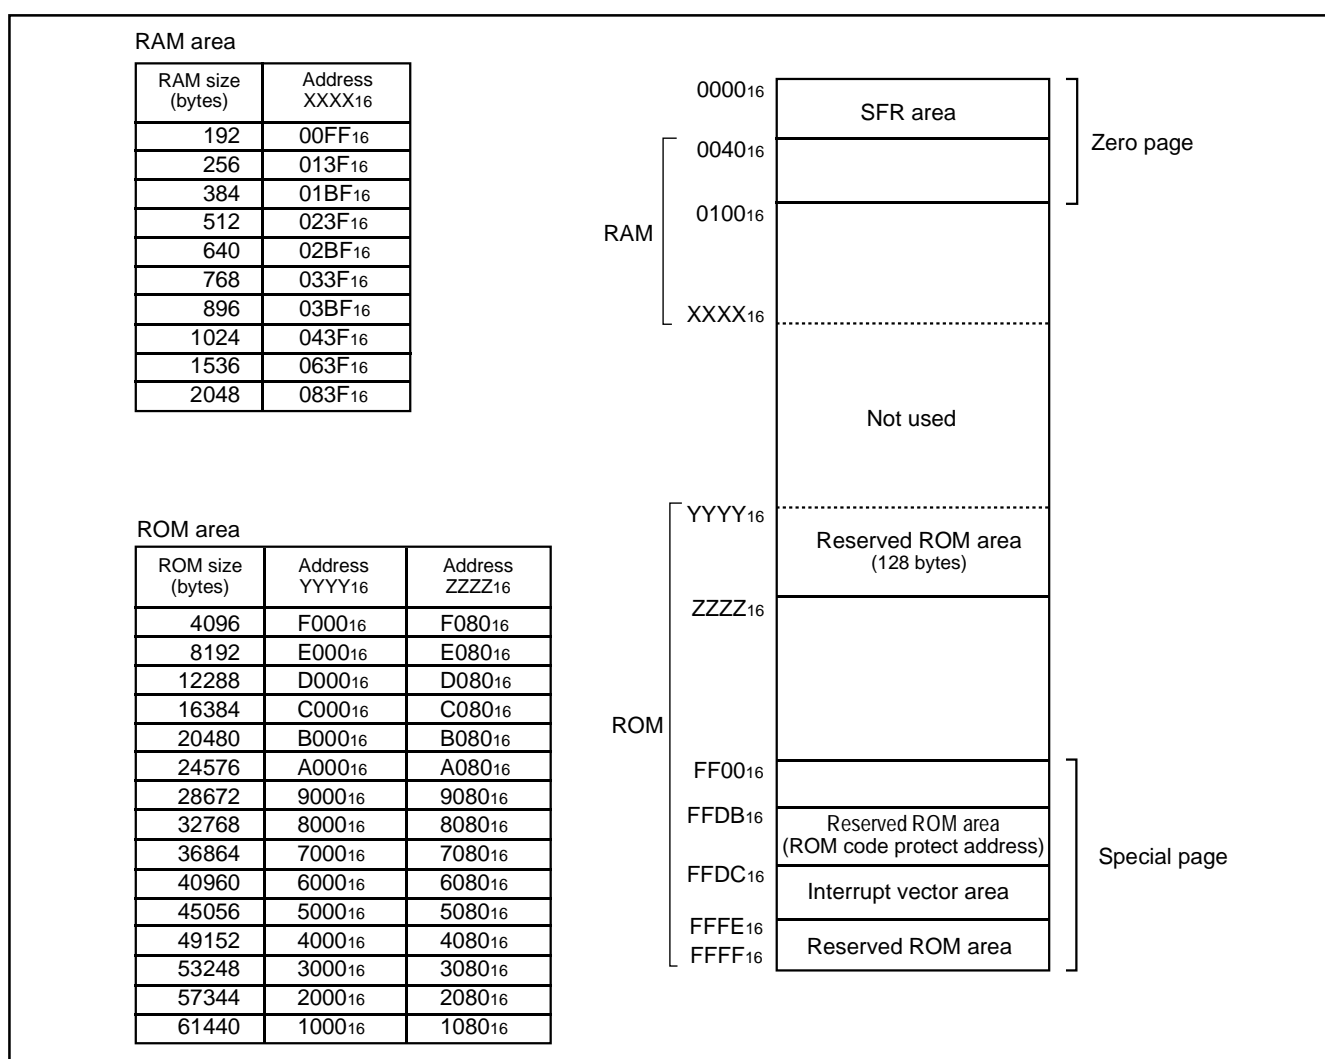 RAM area
RAM size (bytes) Address XXXX16
192 00FF16
256 013F16
384 01BF16
512 023F16
640 02BF16
768 033F16
896 03BF16
1024 043F16
1536 063F16
2048 083F16
ROM area
ROM size (bytes) Address YYYY16 Address ZZZZ16
4096 F00016 F08016
8192 E00016 E08016
12288 D00016 D08016
16384 C00016 C08016
20480 B00016 B08016
24576 A00016 A08016
28672 900016 908016
32768 800016 808016
36864 700016 708016
40960 600016 608016
45056 500016 508016
49152 400016 408016
53248 300016 308016
57344 200016 208016
61440 100016 108016
000016
SFR area
Zero page
004016
010016
RAM
XXXX16
Not used
YYYY16
Reserved ROM area
(128 bytes)
ZZZZ16
ROM
FF0016
FFDB16
Reserved ROM area
(ROM code protect address)
Special page
FFDC16
Interrupt vector area
FFFE16
Reserved ROM area
FFFF16